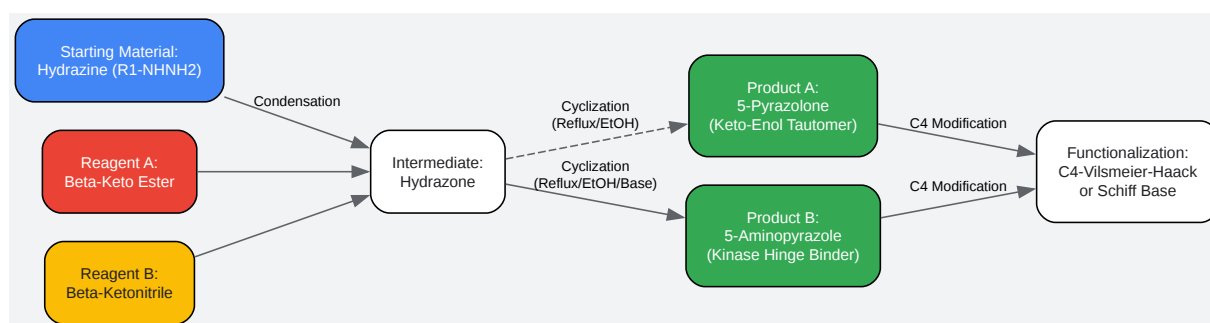 Starting Material:
Hydrazine (R1-NHNH2)
Condensation
Reagent A:
Beta-Keto Ester
Reagent B:
Beta-Ketonitrile
Intermediate:
Hydrazone
Cyclization
(Reflux/EtOH)
Cyclization
(Reflux/EtOH/Base)
Product A:
5-Pyrazolone
(Keto-Enol Tautomer)
Product B:
5-Aminopyrazole
(Kinase Hinge Binder)
C4 Modification
C4 Modification
Functionalization:
C4-Vilsmeier-Haack
or Schiff Base